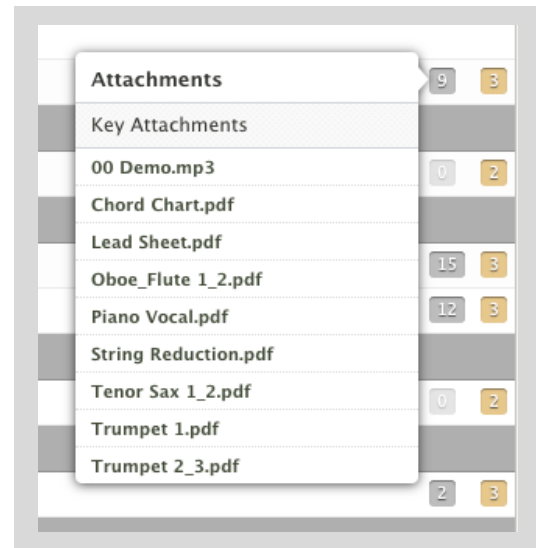 Attachments
9 3
Key Attachments
00 Demo.mp3
0 2
Chord Chart.pdf
Lead Sheet.pdf
15 3
Oboe_Flute 1_2.pdf
Piano Vocal.pdf
12 3
String Reduction.pdf
Tenor Sax 1_2.pdf
0 2
Trumpet 1.pdf
Trumpet 2_3.pdf
2 3